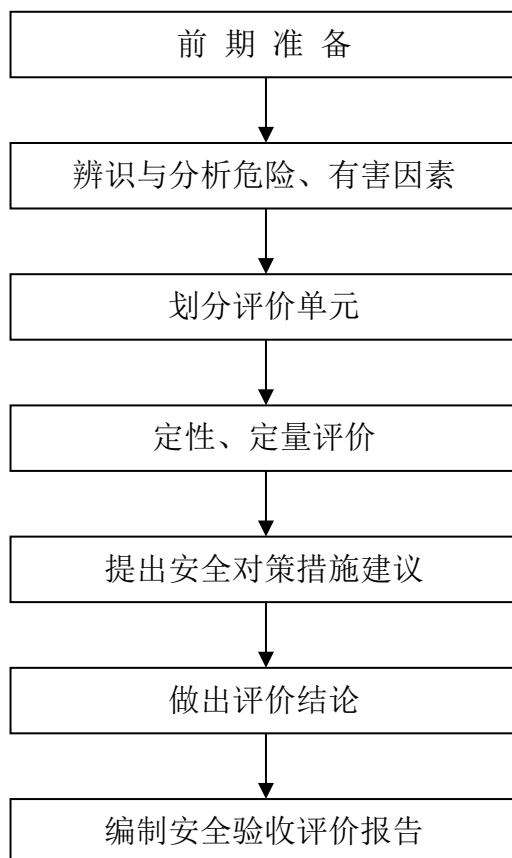 前 期 准 备
辨识与分析危险、有害因素
划分评价单元
定性、定量评价
提出安全对策措施建议
做出评价结论
编制安全验收评价报告